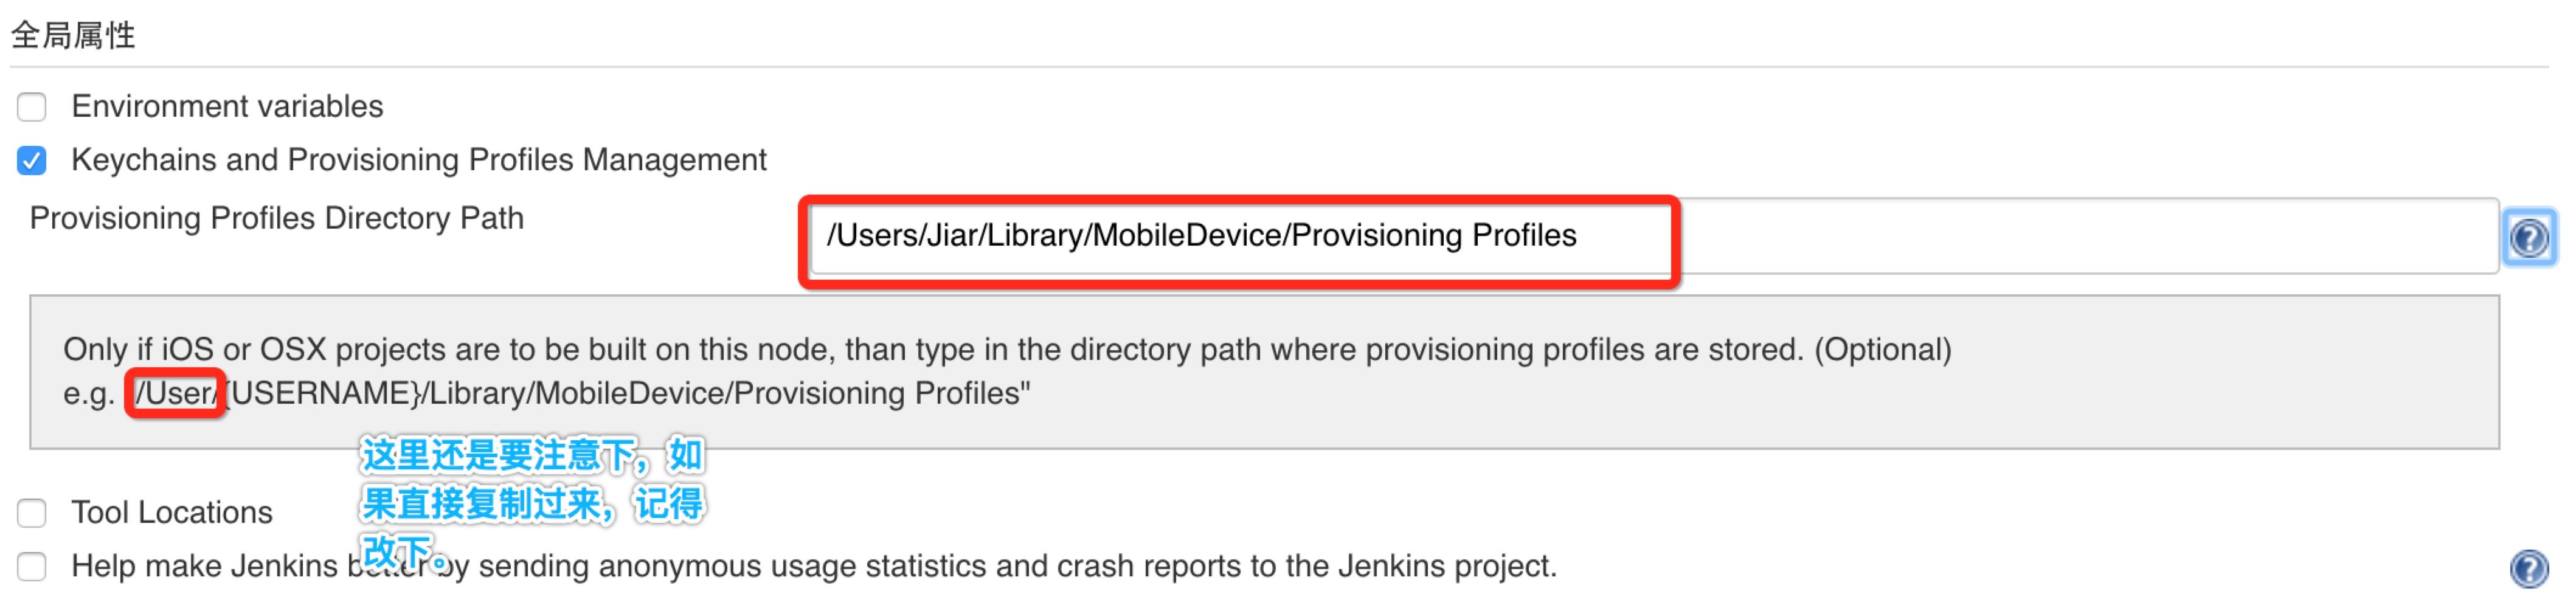 全局属性
Environment variables
Keychains and Provisioning Profiles Management
Provisioning Profiles Directory Path
/Users/Jiar/Library/MobileDevice/Provisioning Profiles
Only if iOS or OSX projects are to be built on this node, than type in the directory path where provisioning profiles are stored. (Optional)
e.g. /User/{USERNAME}/Library/MobileDevice/Provisioning Profiles"
这里还是要注意下，如
果直接复制过来，记得
改下。
Tool Locations
Help make Jenkins better by sending anonymous usage statistics and crash reports to the Jenkins project.